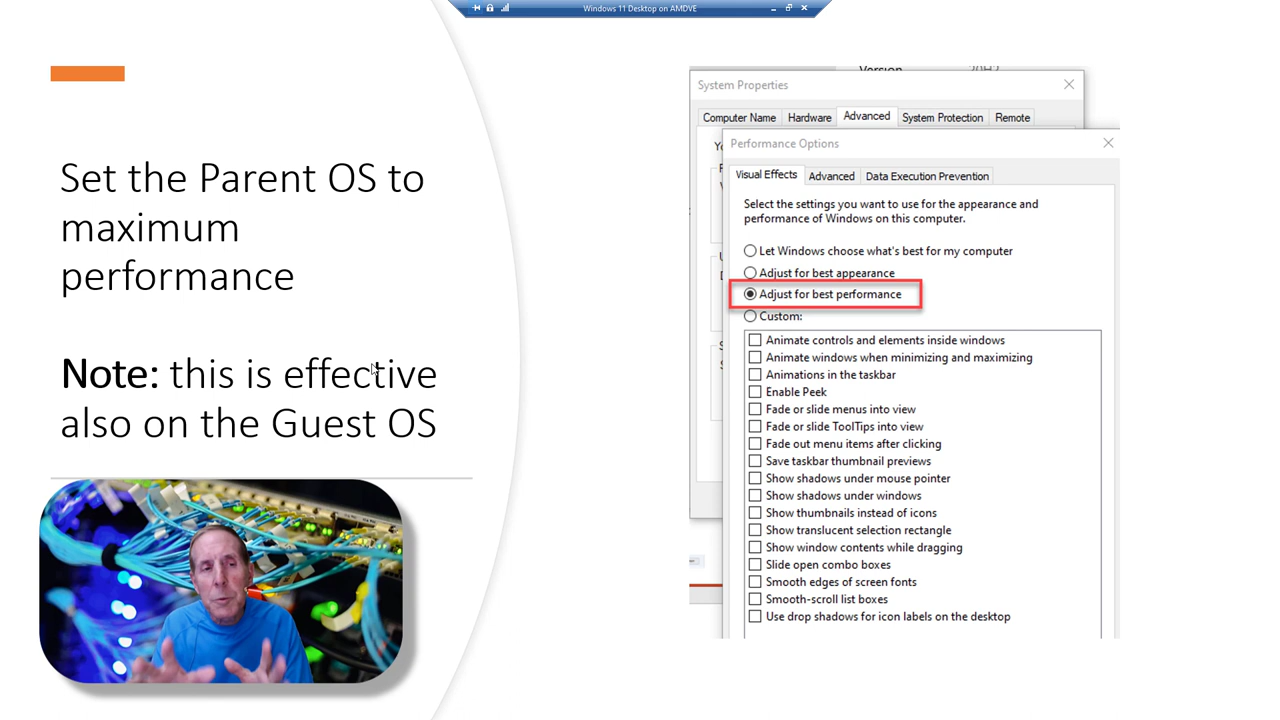 Windows 11 Desktop on AMDVE
Set the Parent OS to
maximum
performance
Note: this is effective
also on the Guest OS
Version 20H2
System Properties
Computer Name Hardware Advanced System Protection Remote
Performance Options
Visual Effects Advanced Data Execution Prevention
Select the settings you want to use for the appearance and
performance of Windows on this computer.
Let Windows choose what's best for my computer
Adjust for best appearance
Adjust for best performance
Custom:
Animate controls and elements inside windows
Animate windows when minimizing and maximizing
Animations in the taskbar
Enable Peek
Fade or slide menus into view
Fade or slide ToolTips into view
Fade out menu items after clicking
Save taskbar thumbnail previews
Show shadows under mouse pointer
Show shadows under windows
Show thumbnails instead of icons
Show translucent selection rectangle
Show window contents while dragging
Slide open combo boxes
Smooth edges of screen fonts
Smooth-scroll list boxes
Use drop shadows for icon labels on the desktop